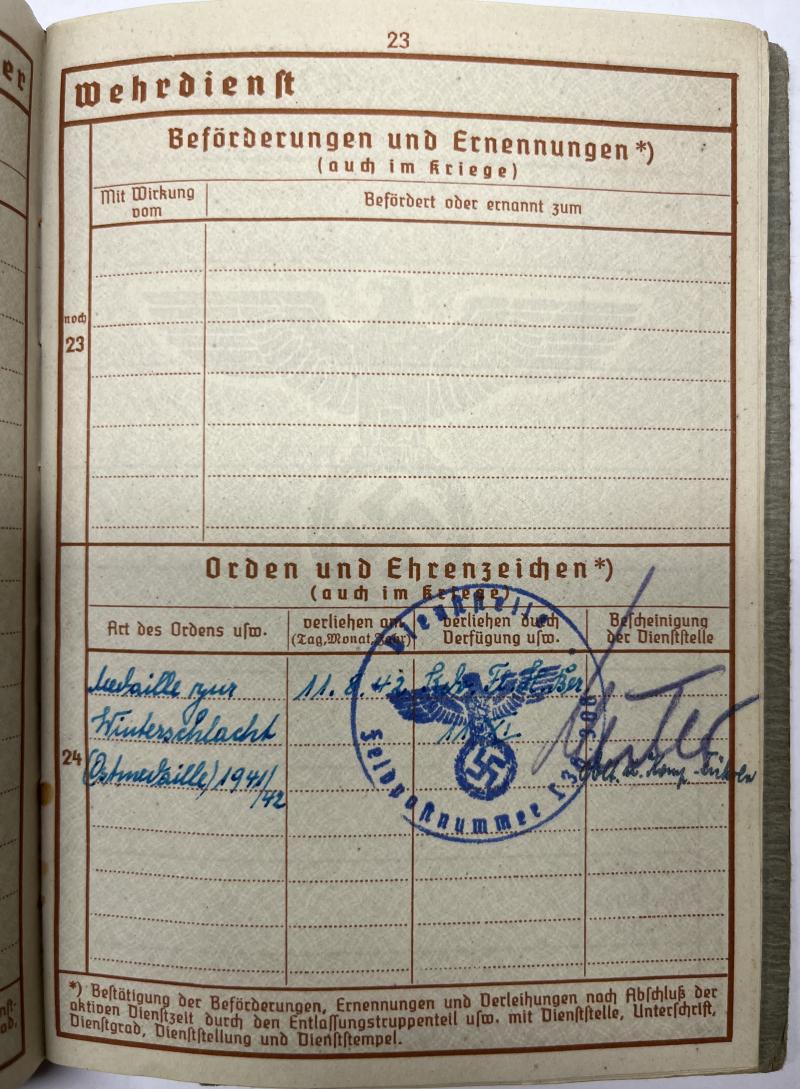 23
Wehrdienst
Beförderungen und Ernennungen*)
(auch im Kriege)
Mit Wirkung vom
Befördert oder ernannt zum
noch
23
Orden und Ehrenzeichen*)
(auch im Kriege)
Art des Ordens usw.
verliehen am
(Tag, Monat, Jahr)
verliehen durch
Verfügung usw.
Bescheinigung
der Dienststelle
24
Medaille zur
Winterschlacht
(Ostmedaille) 1941/
/42
11.8.42
Dienststelle
Feldpostnummer
*) Bestätigung der Beförderungen, Ernennungen und Verleihungen nach Abschluß der
aktiven Dienstzeit durch den Entlassungstruppenteil usw. mit Dienststelle, Unterschrift,
Dienstgrad, Dienststellung und Dienststempel.